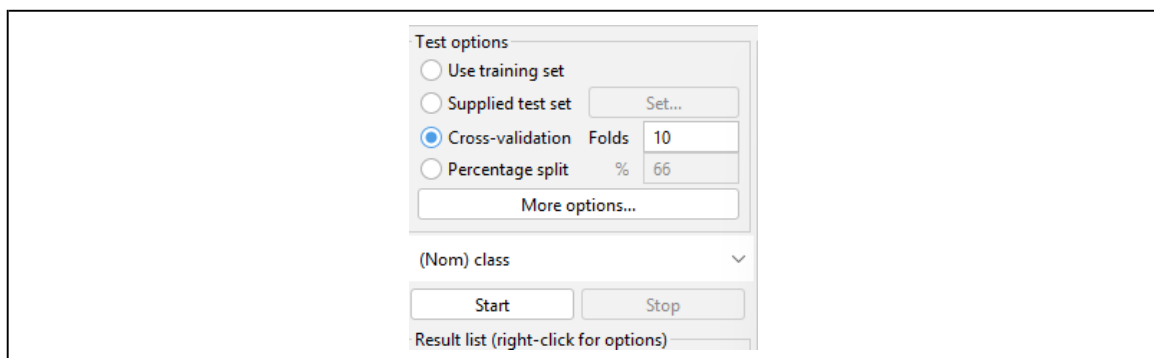 Test options
Use training set
Supplied test set Set...
Cross-validation Folds 10
Percentage split % 66
More options...
(Nom) class
Start Stop
Result list (right-click for options)